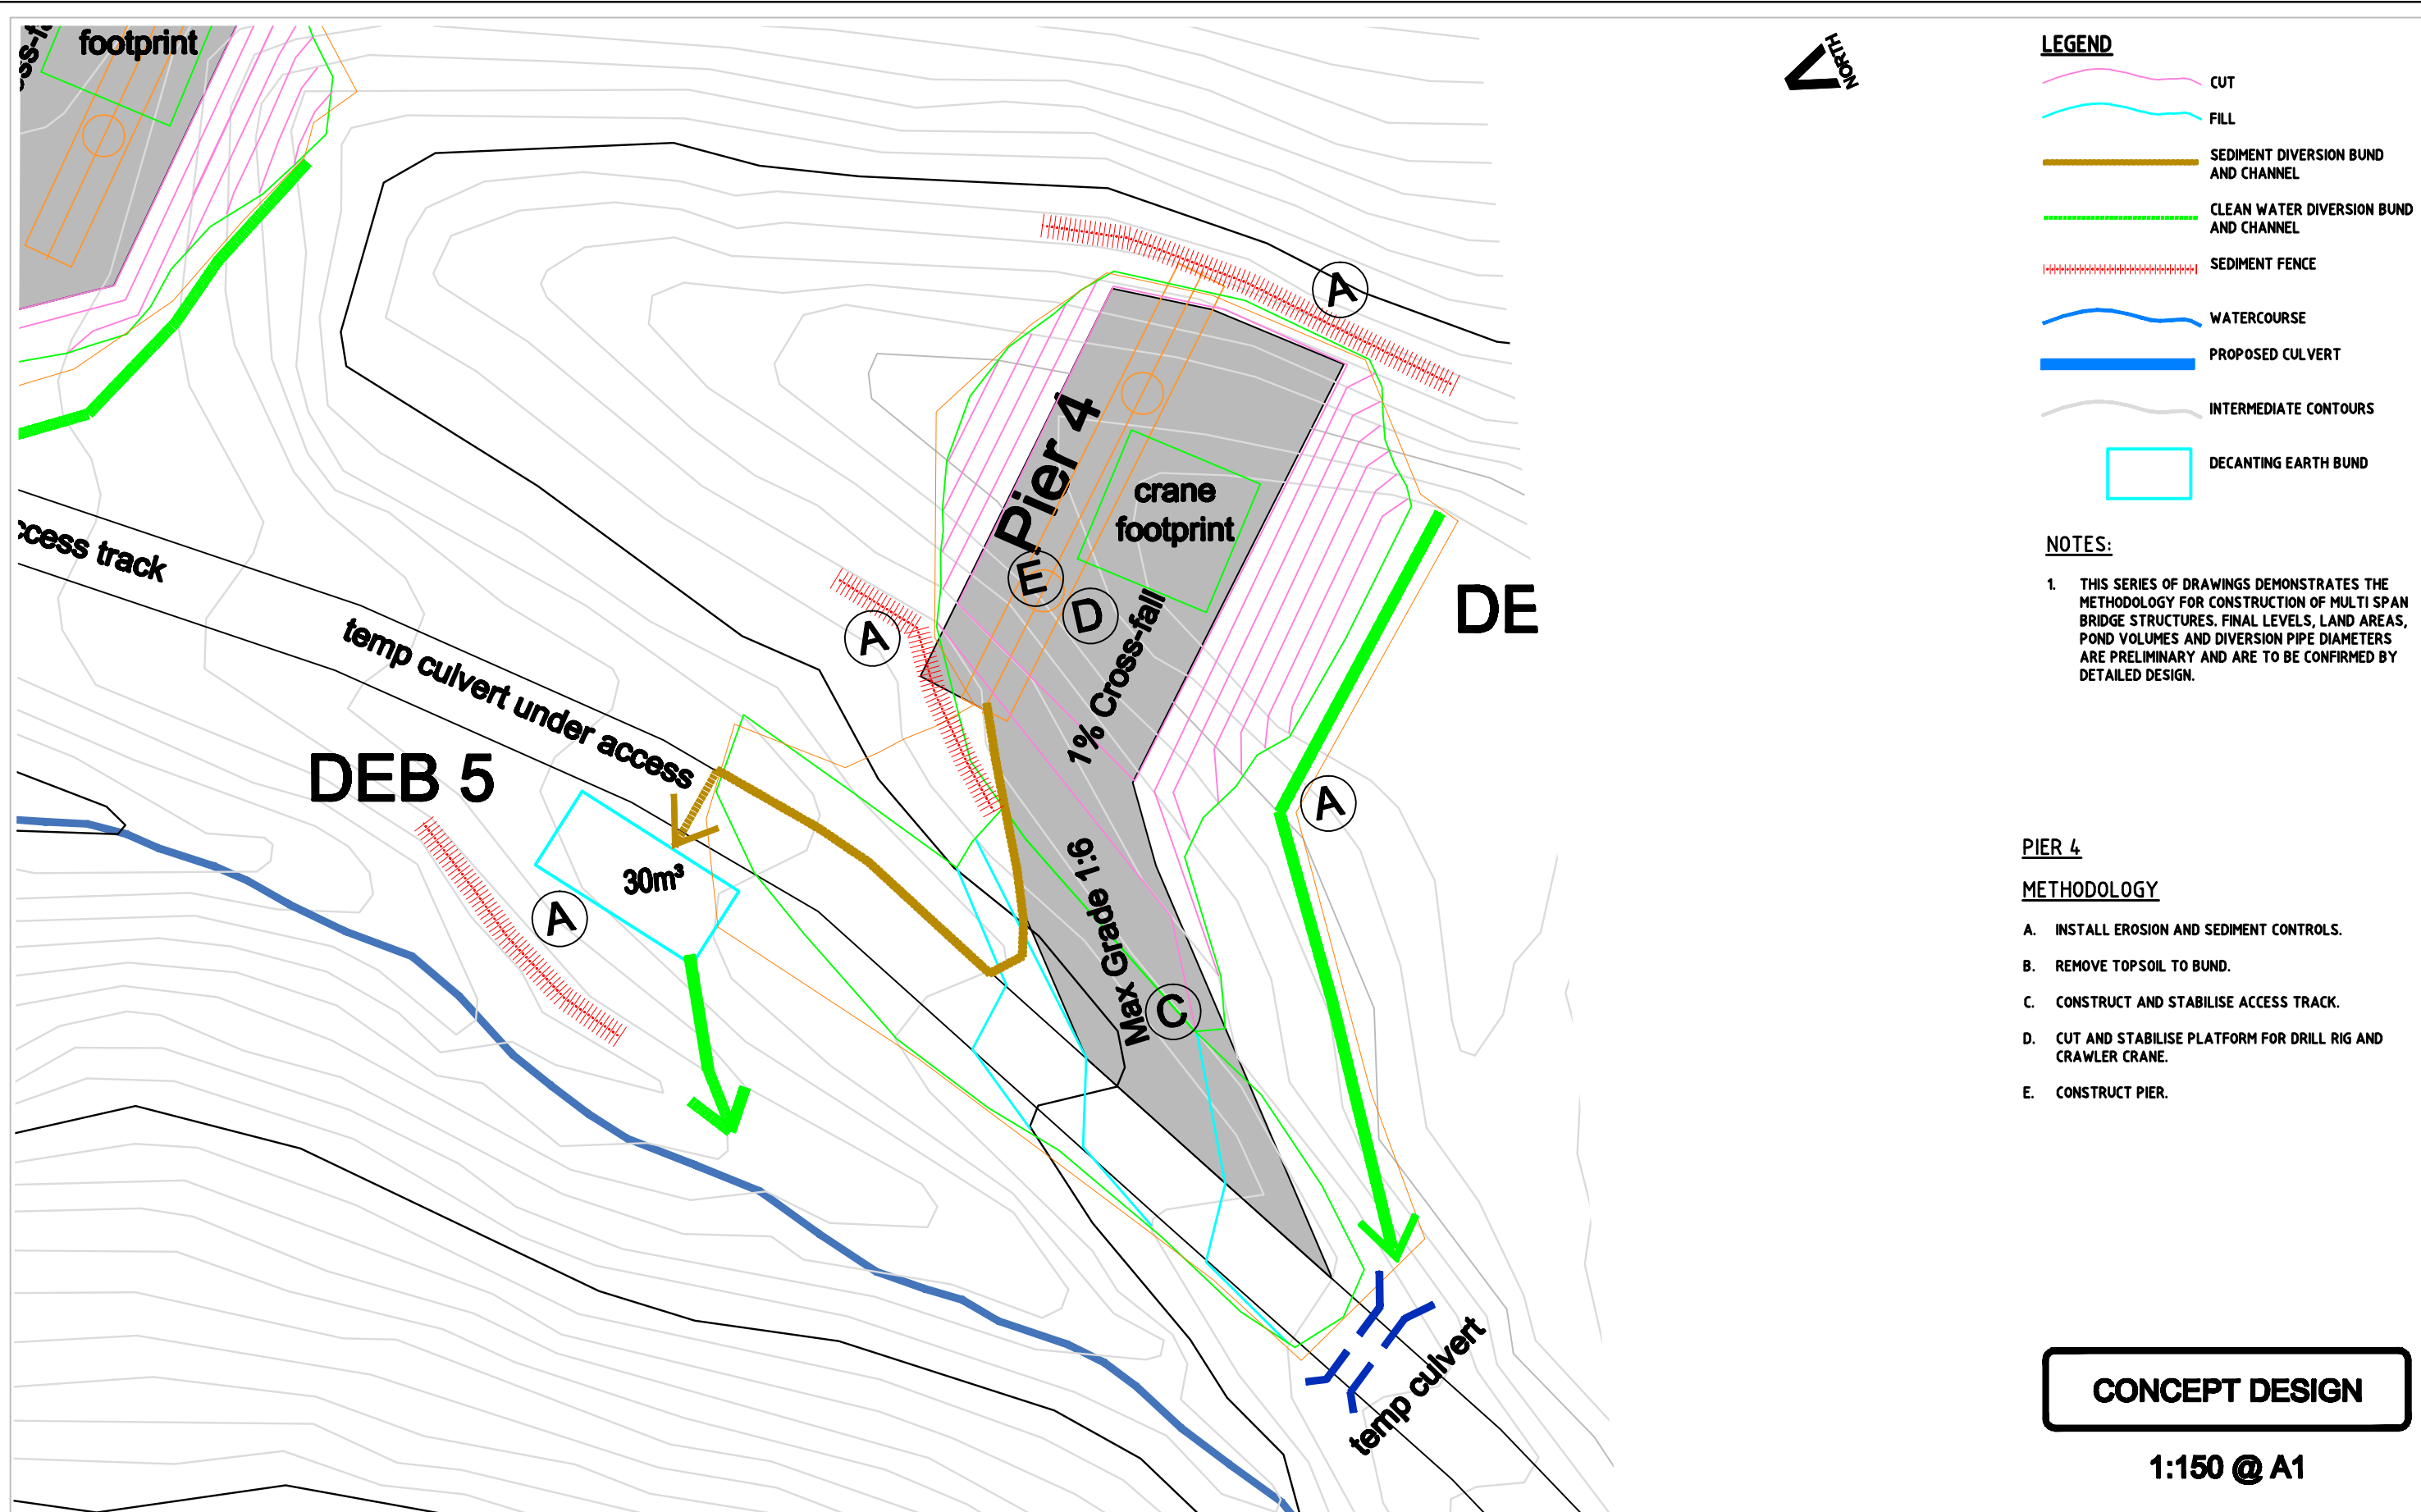 footprint
NORTH
A
Pier 4
crane
footprint
E
D
A
1% Cross-fall
DE
access track
temp culvert under access
DEB 5
30m³
A
A
Max Grade 1:6
C
temp culvert
LEGEND
CUT
FILL
SEDIMENT DIVERSION BUND
AND CHANNEL
CLEAN WATER DIVERSION BUND
AND CHANNEL
SEDIMENT FENCE
WATERCOURSE
PROPOSED CULVERT
INTERMEDIATE CONTOURS
DECANTING EARTH BUND
NOTES:
1. THIS SERIES OF DRAWINGS DEMONSTRATES THE
METHODOLOGY FOR CONSTRUCTION OF MULTI SPAN
BRIDGE STRUCTURES. FINAL LEVELS, LAND AREAS,
POND VOLUMES AND DIVERSION PIPE DIAMETERS
ARE PRELIMINARY AND ARE TO BE CONFIRMED BY
DETAILED DESIGN.
PIER 4
METHODOLOGY
A. INSTALL EROSION AND SEDIMENT CONTROLS.
B. REMOVE TOPSOIL TO BUND.
C. CONSTRUCT AND STABILISE ACCESS TRACK.
D. CUT AND STABILISE PLATFORM FOR DRILL RIG AND
CRAWLER CRANE.
E. CONSTRUCT PIER.
CONCEPT DESIGN
1:150 @ A1